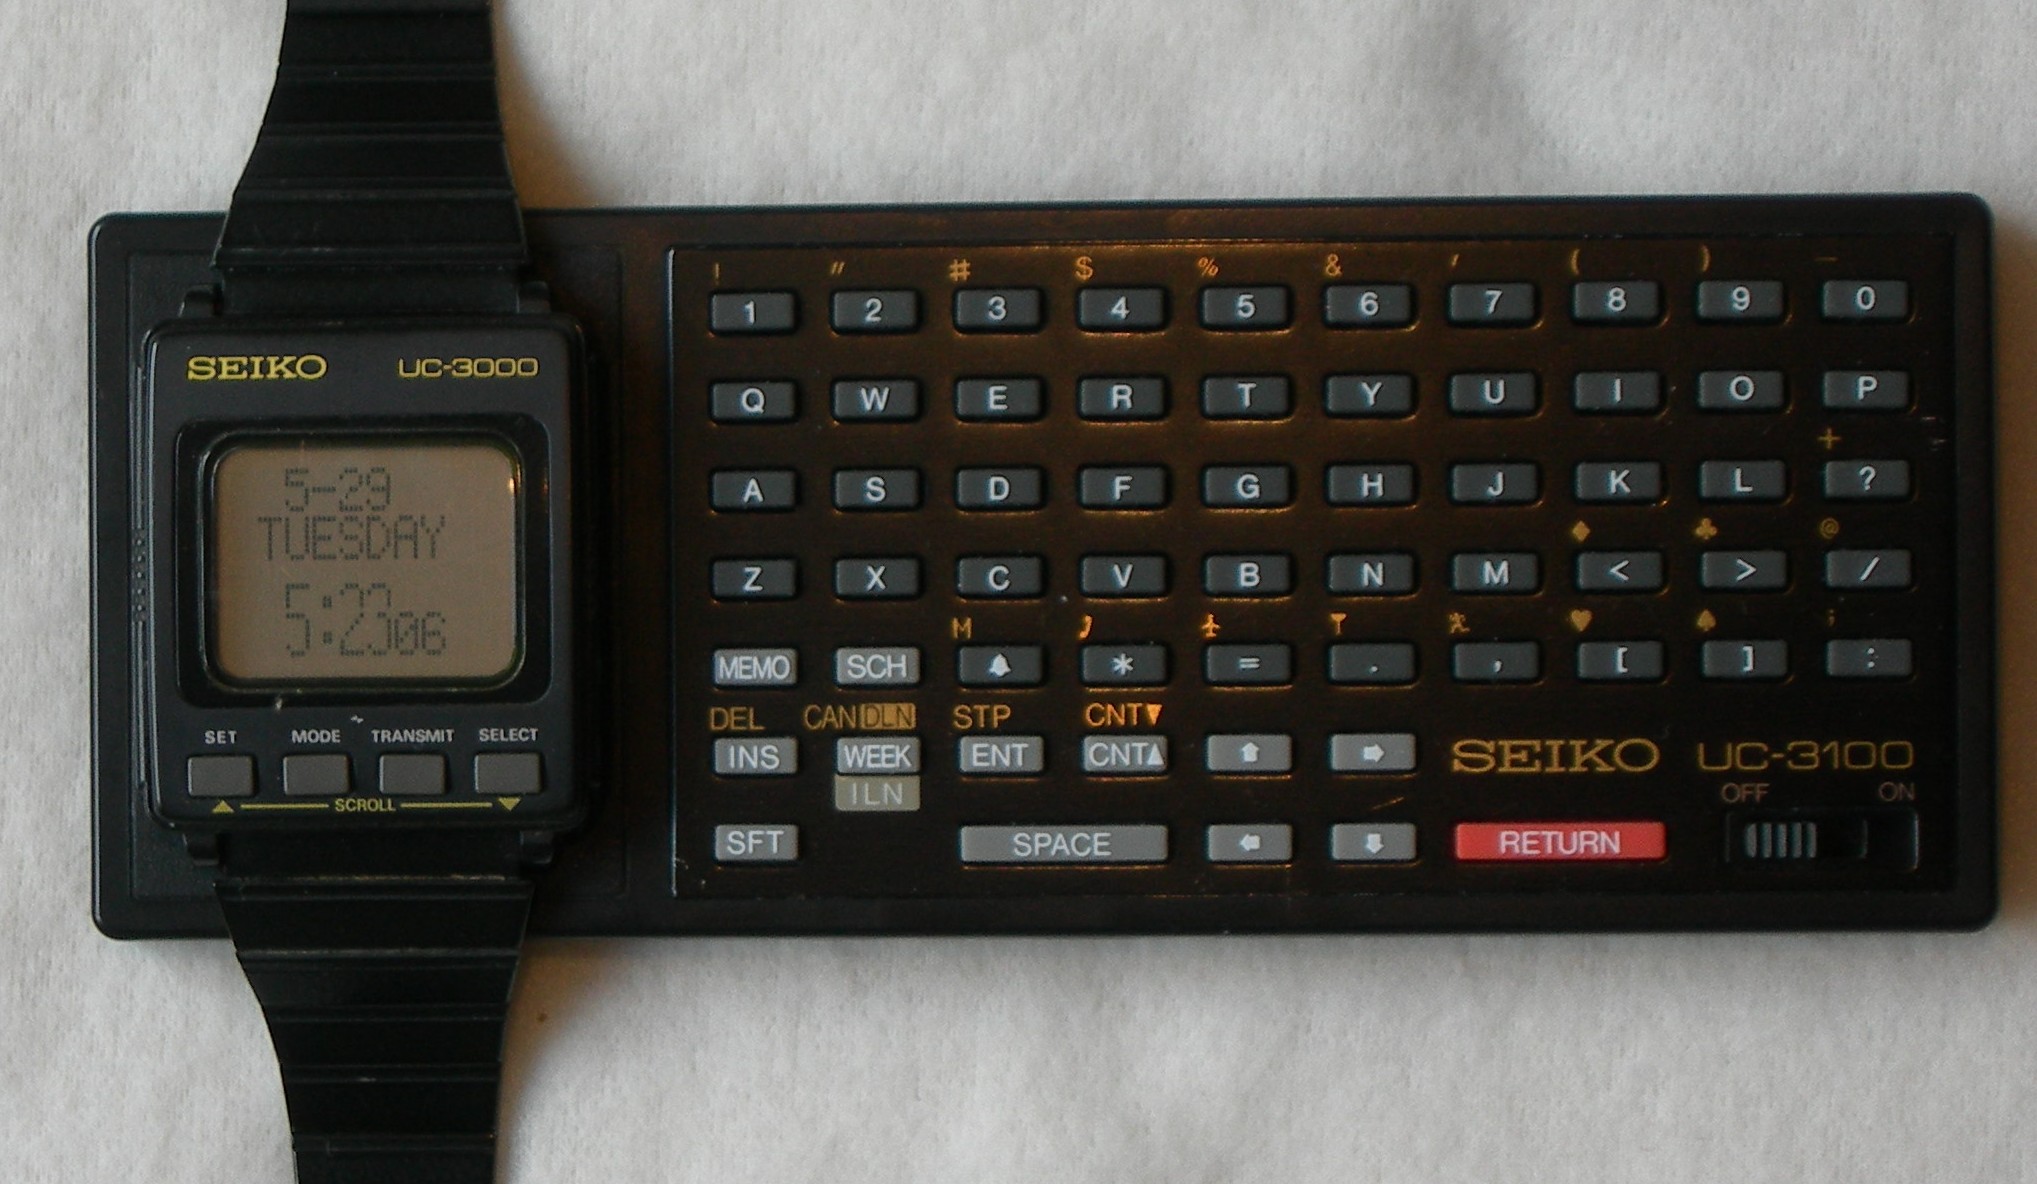 SEIKO UC-3000
5-29
TUESDAY
5:23 06
SET MODE TRANSMIT SELECT
SCROLL
! " # $ % & ' ( ) _
1 2 3 4 5 6 7 8 9 0
Q W E R T Y U I O P
+
A S D F G H J K L ?
♦ ♣ @
Z X C V B N M < > /
M ♥ ♠ ;
MEMO SCH * = . , [ ] :
DEL CAN DLN STP CNT▼
INS WEEK ENT CNT▲ ⬆ ➡ SEIKO UC-3100
ILN OFF ON
SFT SPACE ⬅ ⬇ RETURN